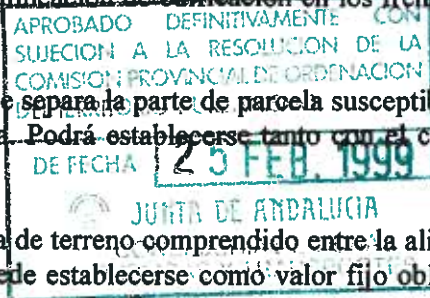 APROBADO DEFINITIVAMENTE CON
SUJECION A LA RESOLUCION DE LA
COMISION PROVINCIAL DE ORDENACION
e separa la parte de parcela susceptib
a. Podrá establecerse tanto con el c
DE FECHA 25 FEB. 1999
JUNTA DE ANDALUCIA
a de terreno comprendido entre la ali
ede establecerse como valor fijo obl